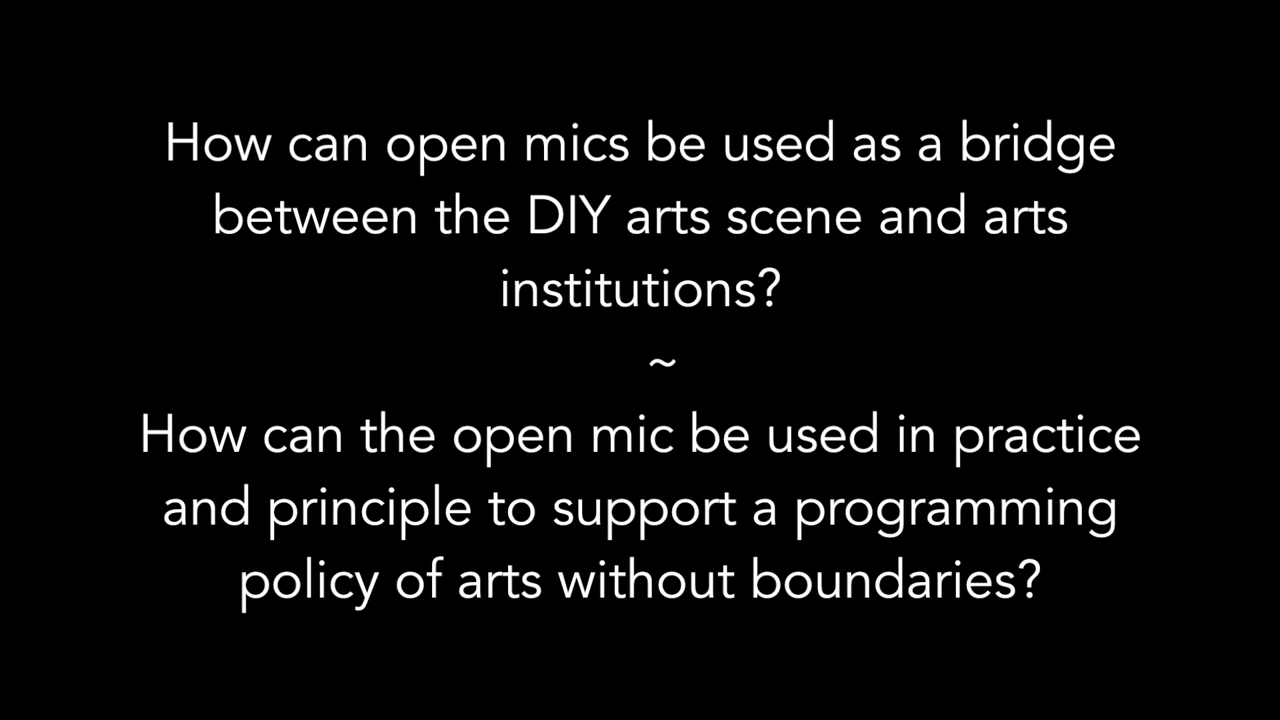 How can open mics be used as a bridge
between the DIY arts scene and arts
institutions?
~
How can the open mic be used in practice
and principle to support a programming
policy of arts without boundaries?